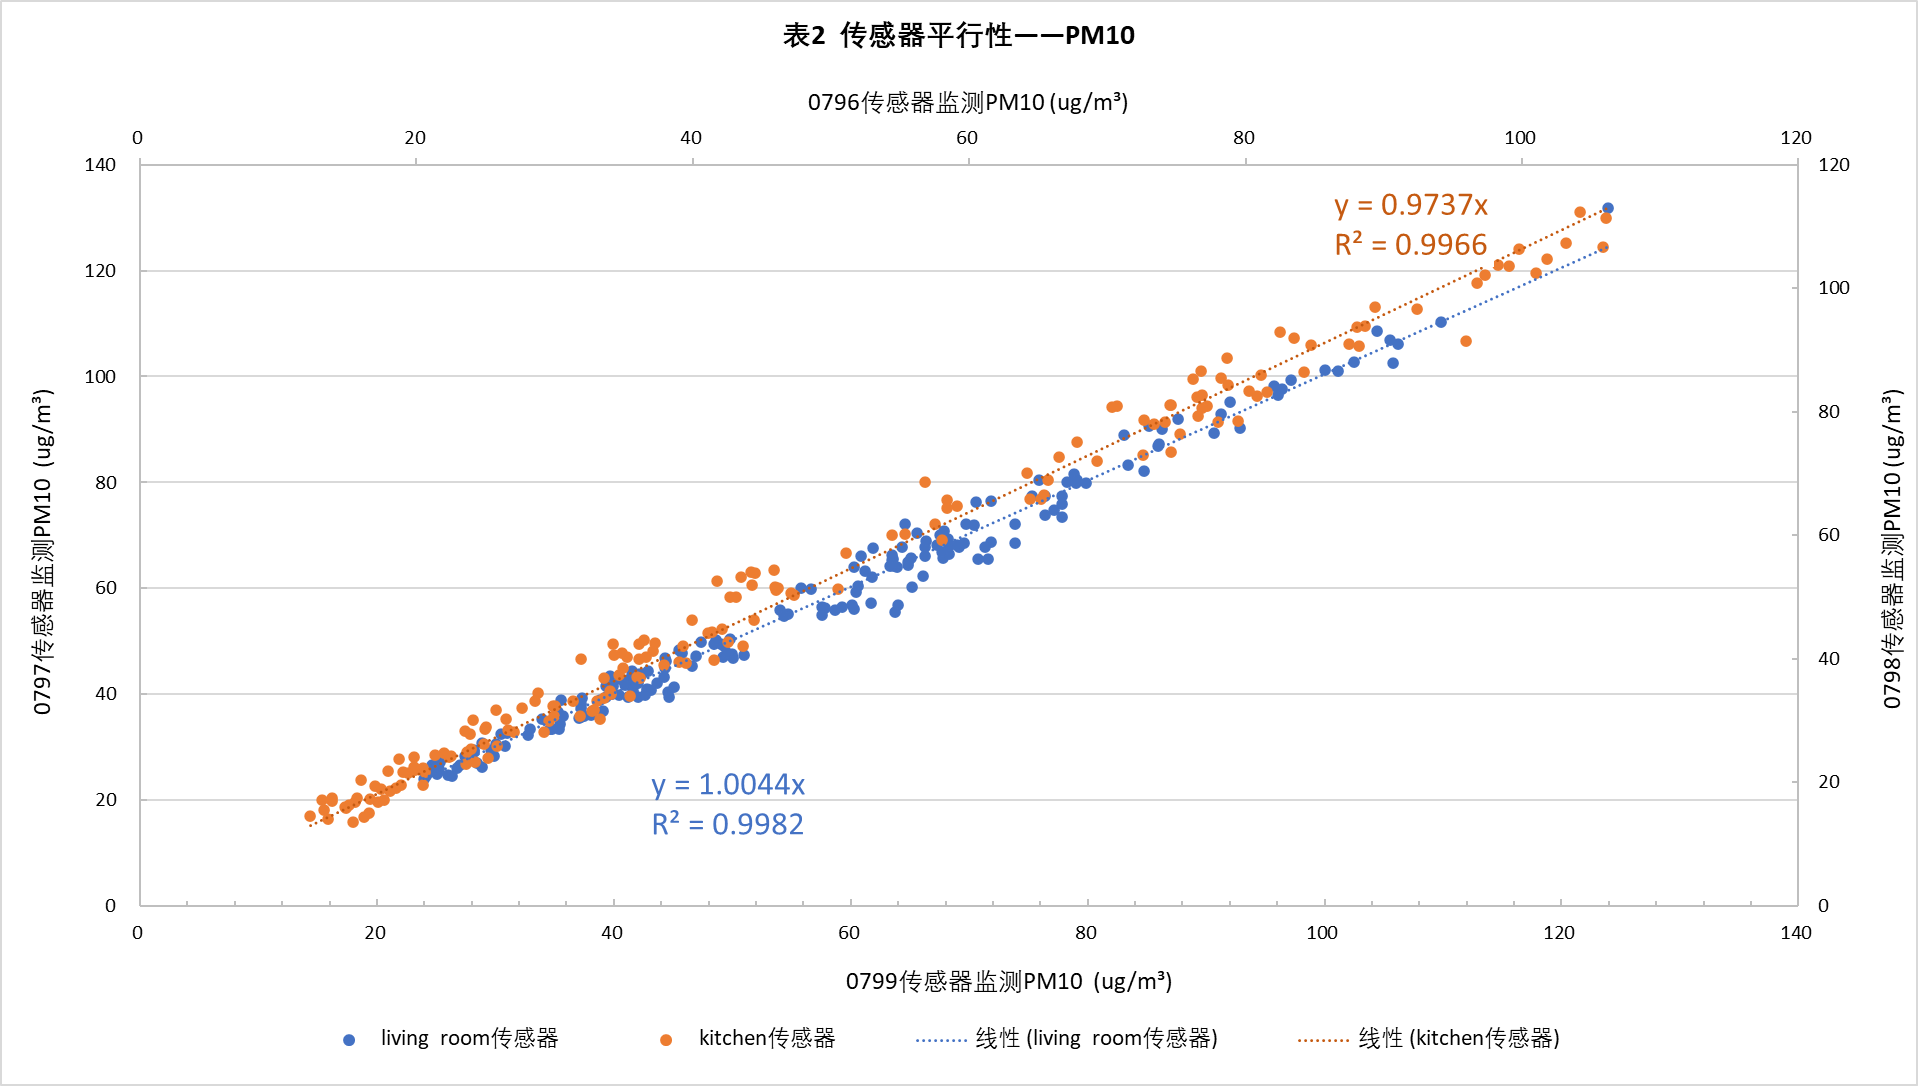 表2 传感器平行性——PM10
0796传感器监测PM10 (ug/m³)
0 20 40 60 80 100 120
140
120
100
80
60
40
20
0
0797传感器监测PM10 (ug/m³)
120
100
80
60
40
20
0
0798传感器监测PM10 (ug/m³)
y = 0.9737x
R² = 0.9966
y = 1.0044x
R² = 0.9982
0 20 40 60 80 100 120 140
0799传感器监测PM10 (ug/m³)
living room传感器 kitchen传感器 线性 (living room传感器) 线性 (kitchen传感器)